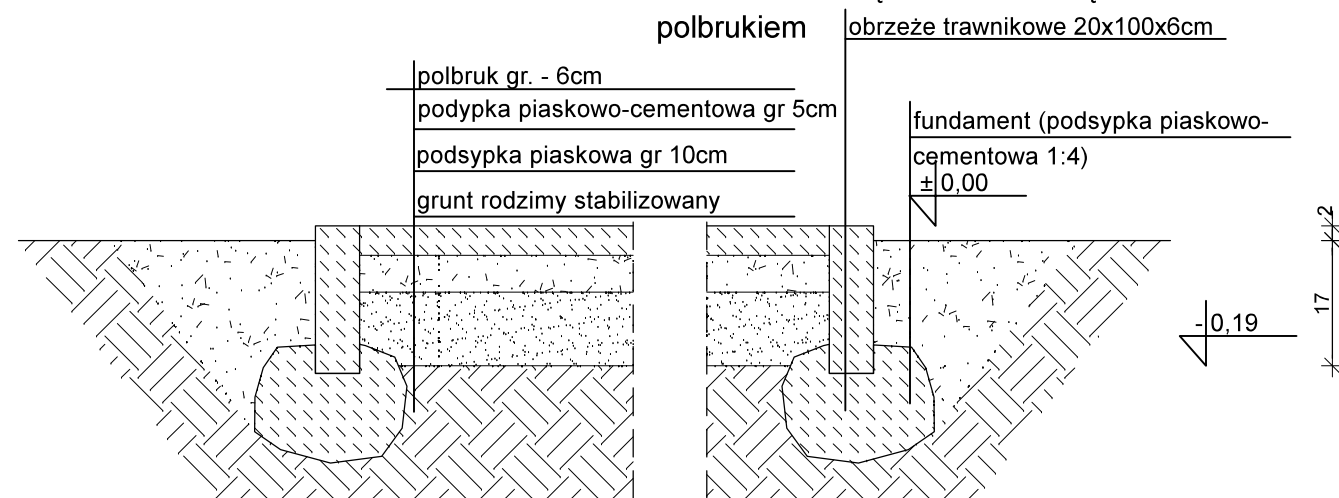 polbrukiem
obrzeże trawnikowe 20x100x6cm
polbruk gr. - 6cm
podypka piaskowo-cementowa gr 5cm
podsypka piaskowa gr 10cm
grunt rodzimy stabilizowany
fundament (podsypka piaskowo-
cementowa 1:4)
± 0,00
2
17
- 0,19